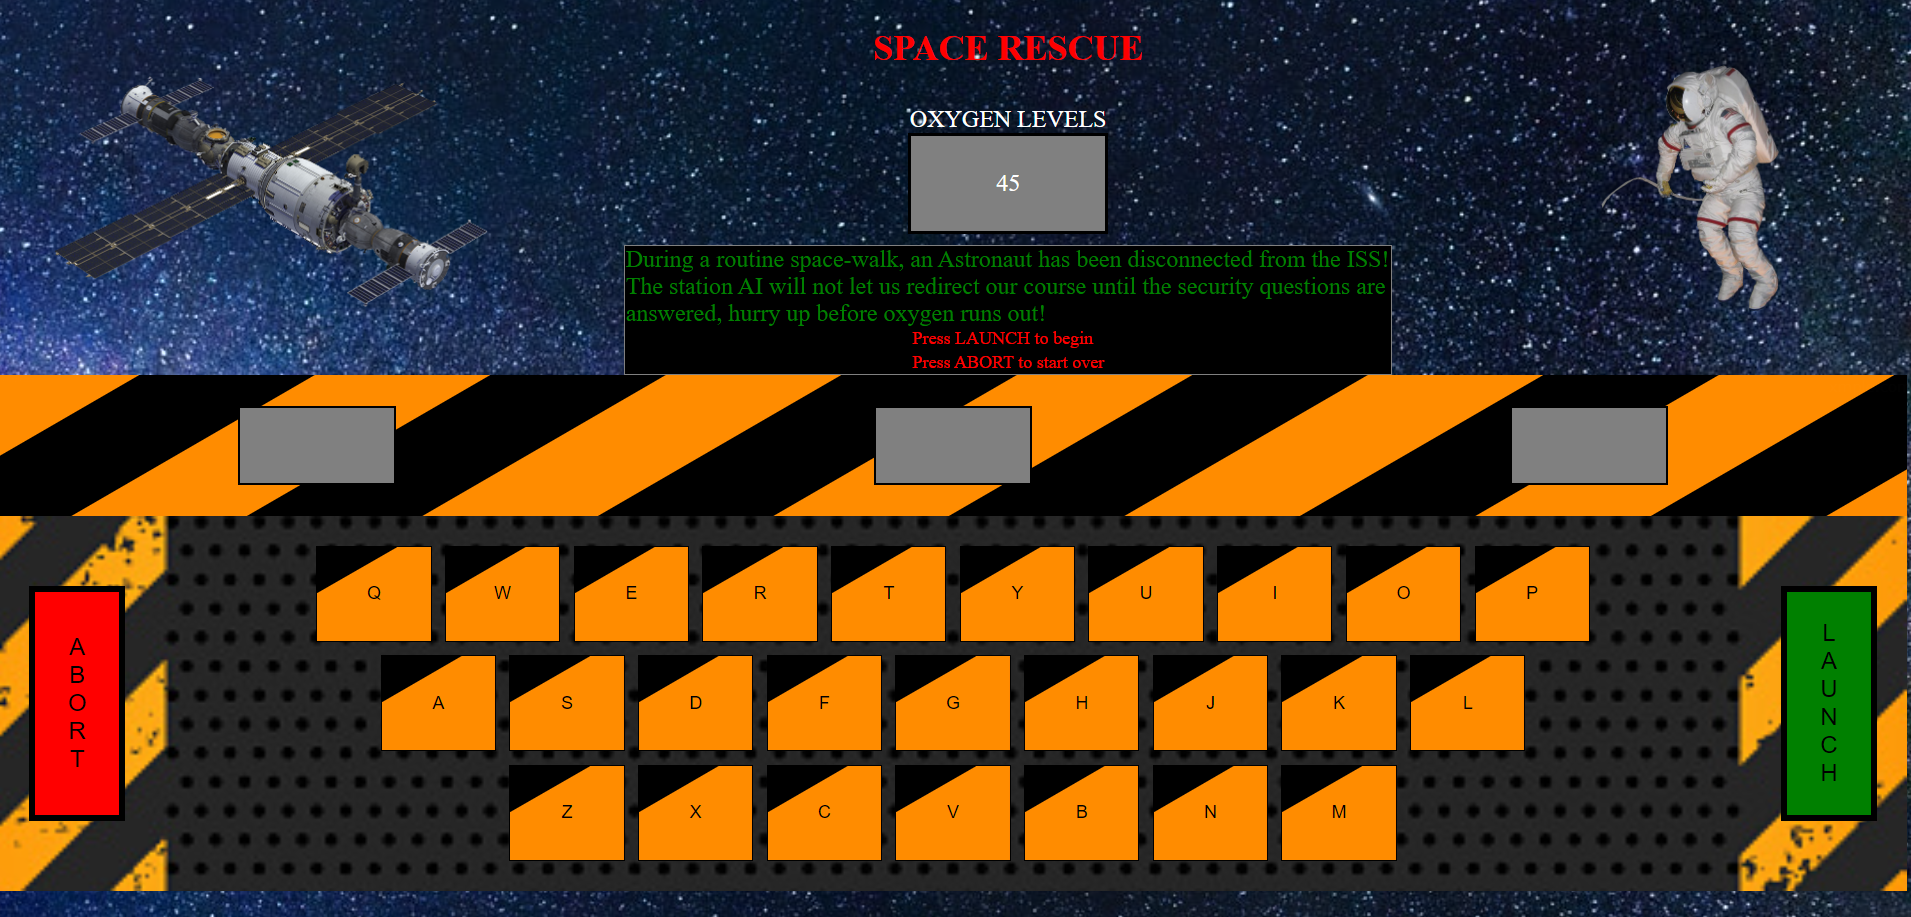 SPACE RESCUE
OXYGEN LEVELS
45
During a routine space-walk, an Astronaut has been disconnected from the ISS!
The station AI will not let us redirect our course until the security questions are
answered, hurry up before oxygen runs out!
Press LAUNCH to begin
Press ABORT to start over
ABORT
Q W E R T Y U I O P
A S D F G H J K L
Z X C V B N M
LAUNCH